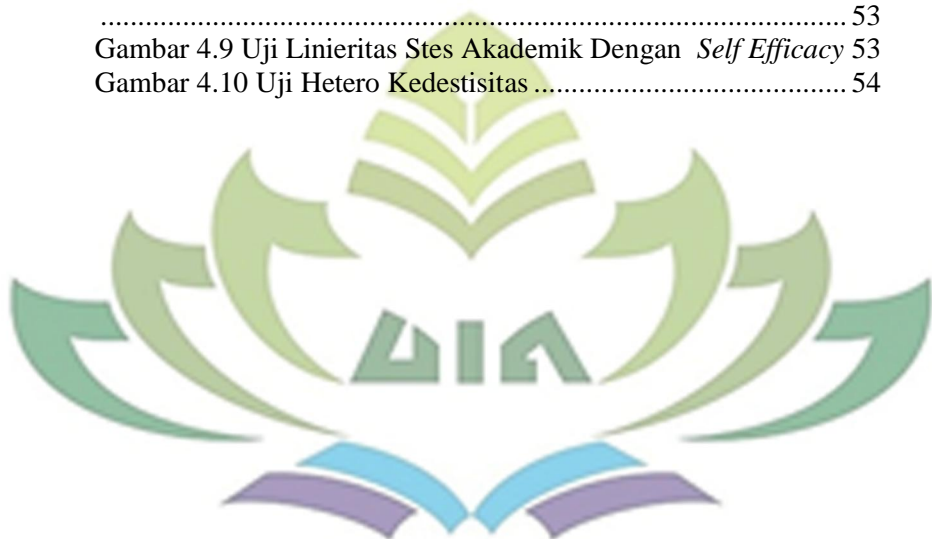 ........................................................................................................ 53
Gambar 4.9 Uji Linieritas Stes Akademik Dengan Self Efficacy 53
Gambar 4.10 Uji Hetero Kedestisitas .......................................... 54
UIN